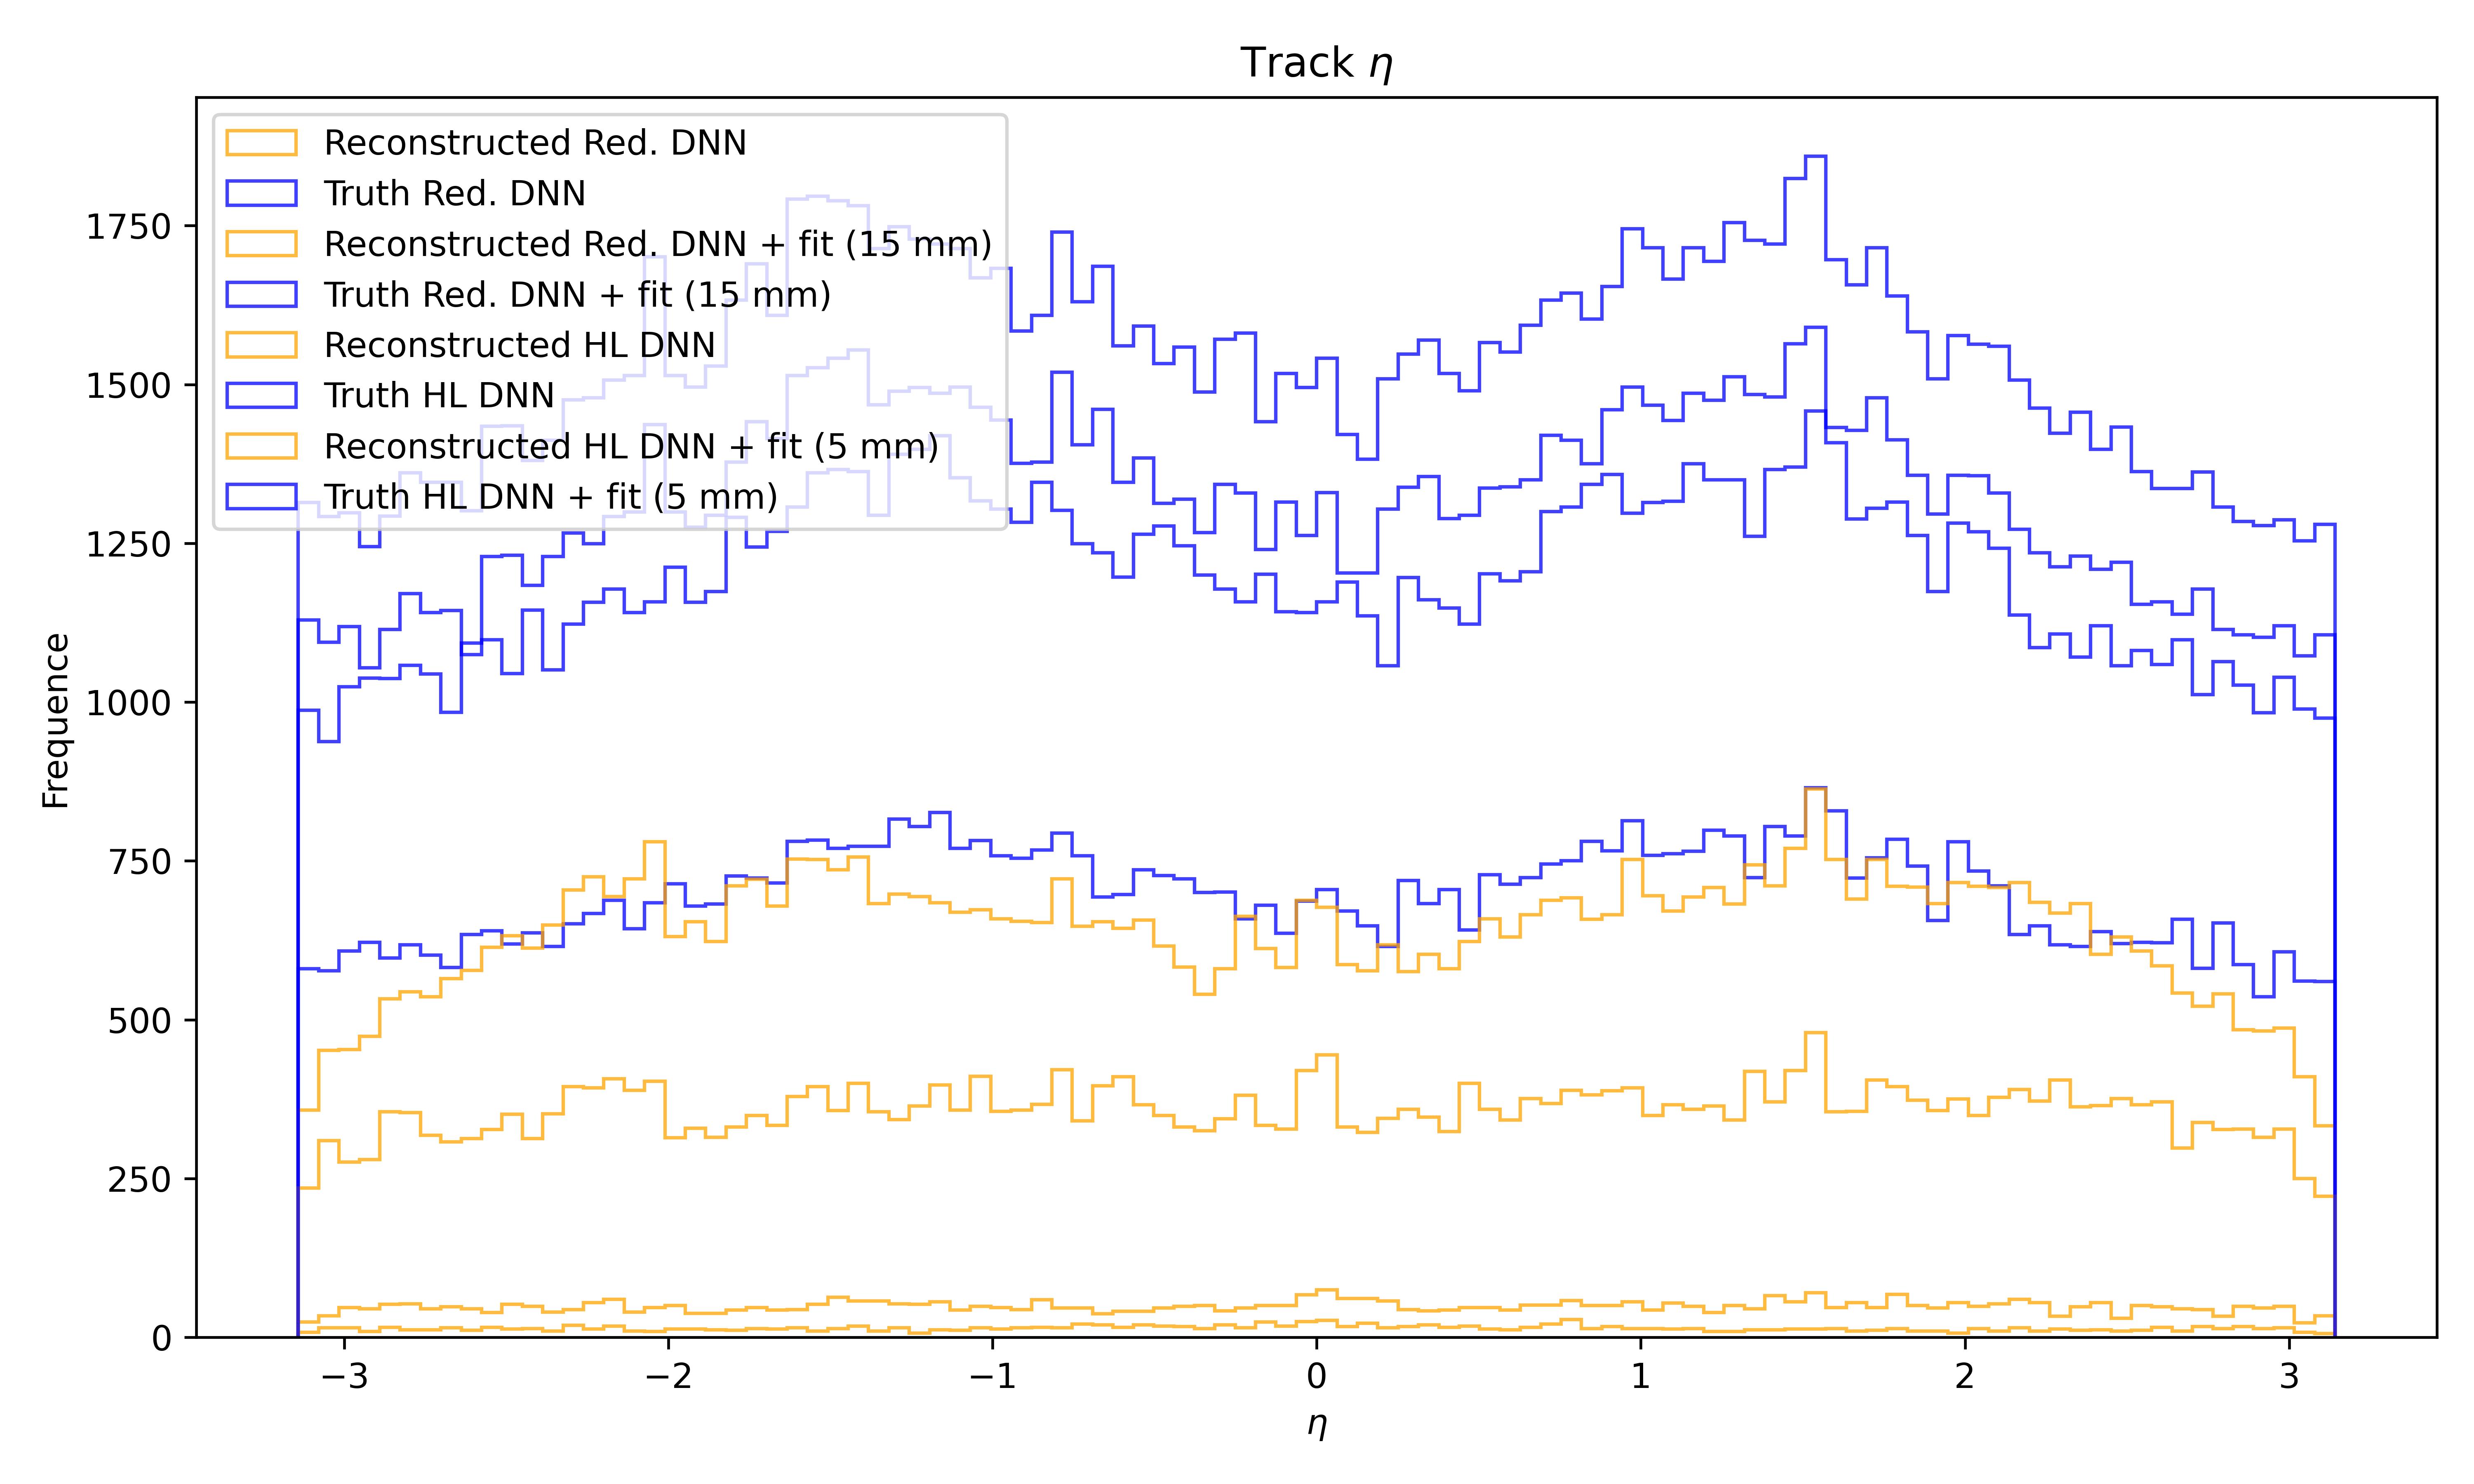 Track η
Reconstructed Red. DNN
Truth Red. DNN
Reconstructed Red. DNN + fit (15 mm)
Truth Red. DNN + fit (15 mm)
Reconstructed HL DNN
Truth HL DNN
Reconstructed HL DNN + fit (5 mm)
Truth HL DNN + fit (5 mm)
1750
1500
1250
1000
750
500
250
0
Frequence
−3
−2
−1
0
1
2
3
η